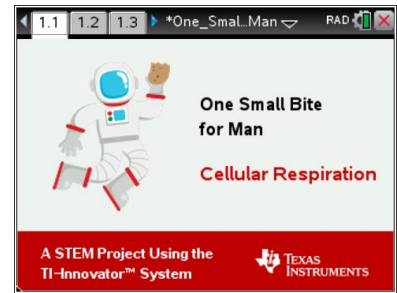 1.1 1.2 1.3 *One_Smal...Man RAD
One Small Bite
for Man
Cellular Respiration
A STEM Project Using the
TI-Innovator™ System
TEXAS
INSTRUMENTS